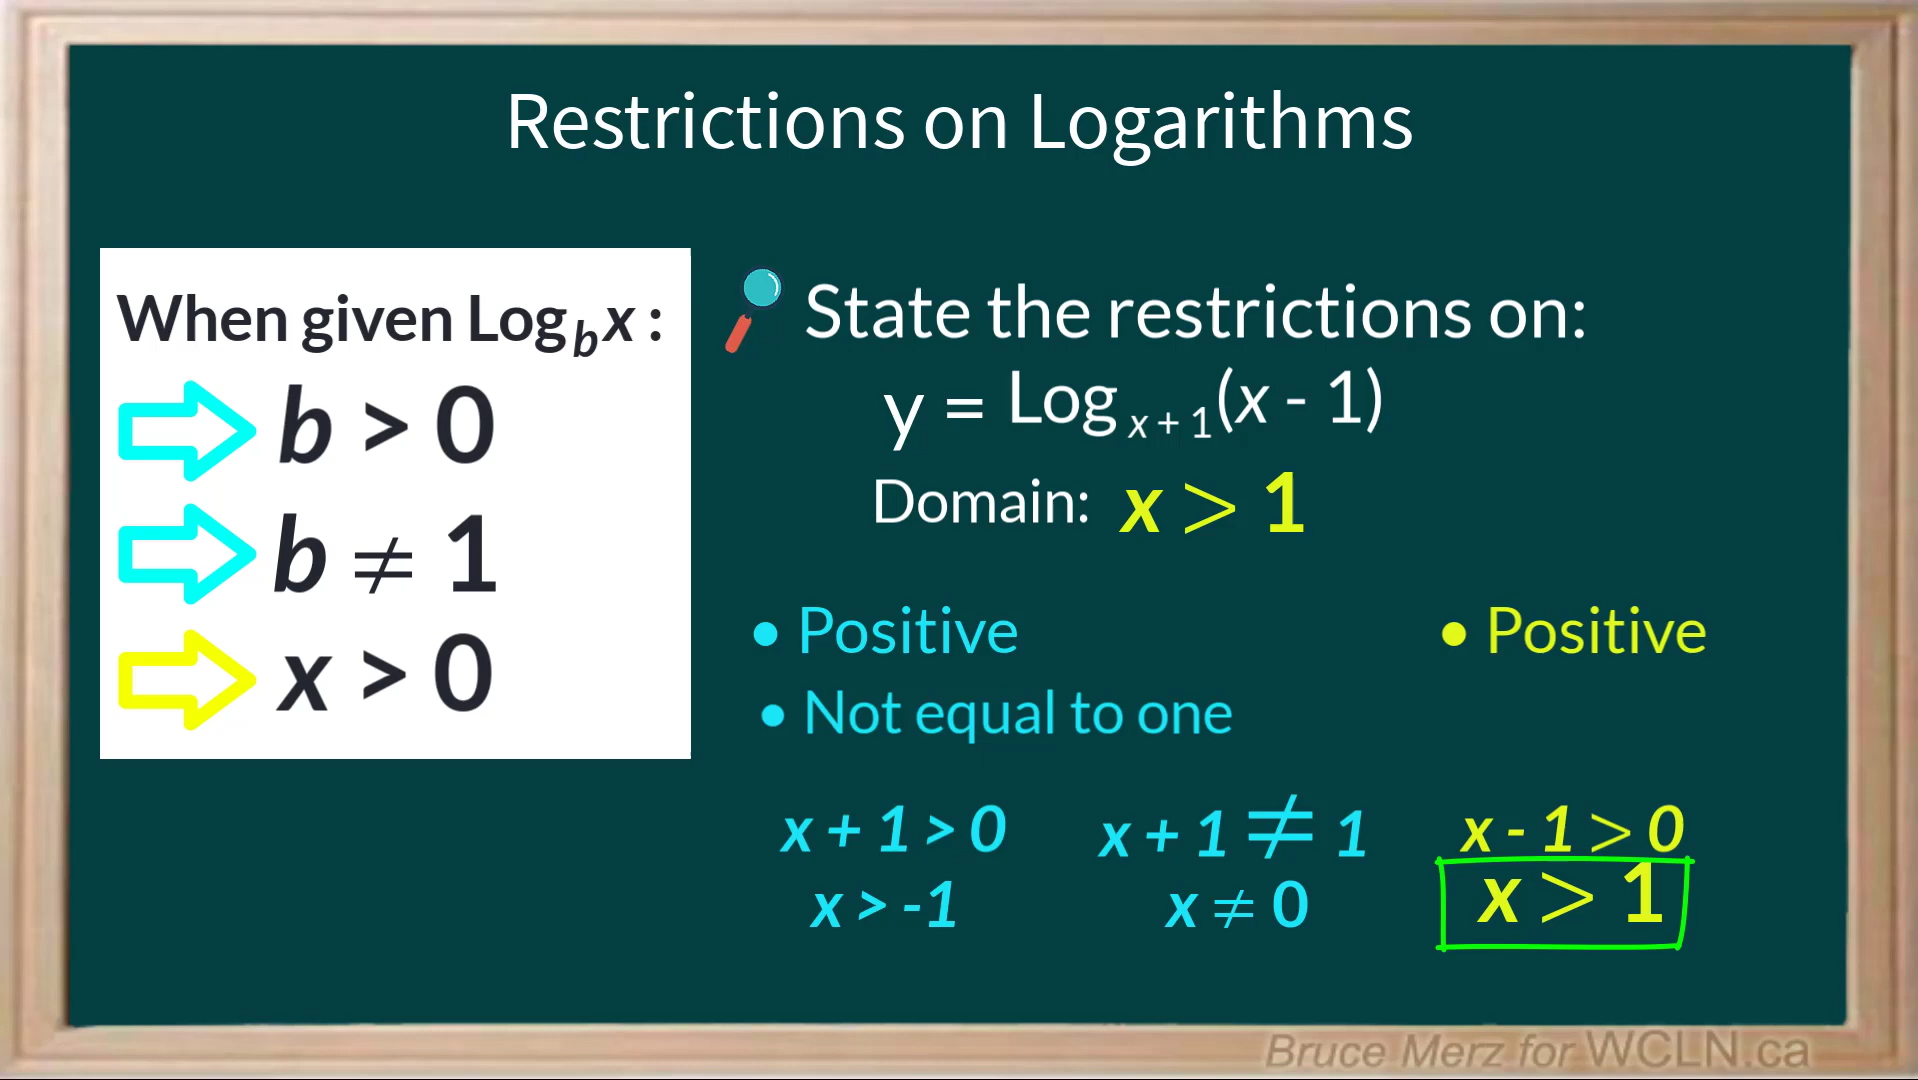 Restrictions on Logarithms
When given Log_b x :
b > 0
b ≠ 1
x > 0
State the restrictions on:
y = Log_{x + 1}(x - 1)
Domain: x > 1
• Positive
• Not equal to one
• Positive
x + 1 > 0
x > -1
x + 1 ≠ 1
x ≠ 0
x - 1 > 0
x > 1
Bruce Merz for WCLN.ca